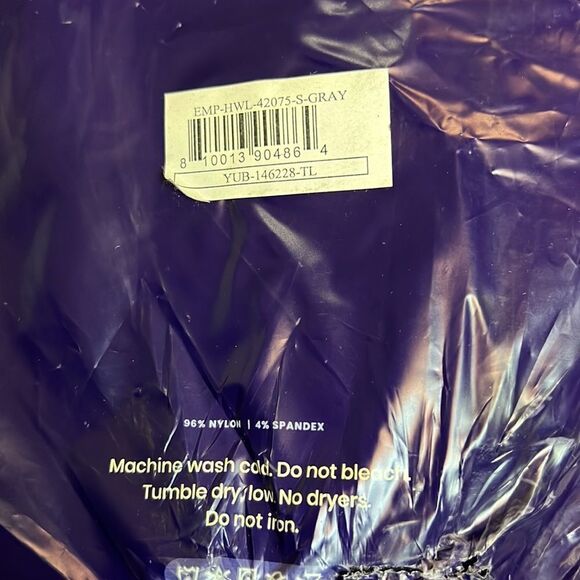 EMP-HWL-42075-S-GRAY
8 10013 90486 4
YUB-146228-TL
96% NYLON | 4% SPANDEX
Machine wash cold. Do not bleach.
Tumble dry low. No dryers.
Do not iron.